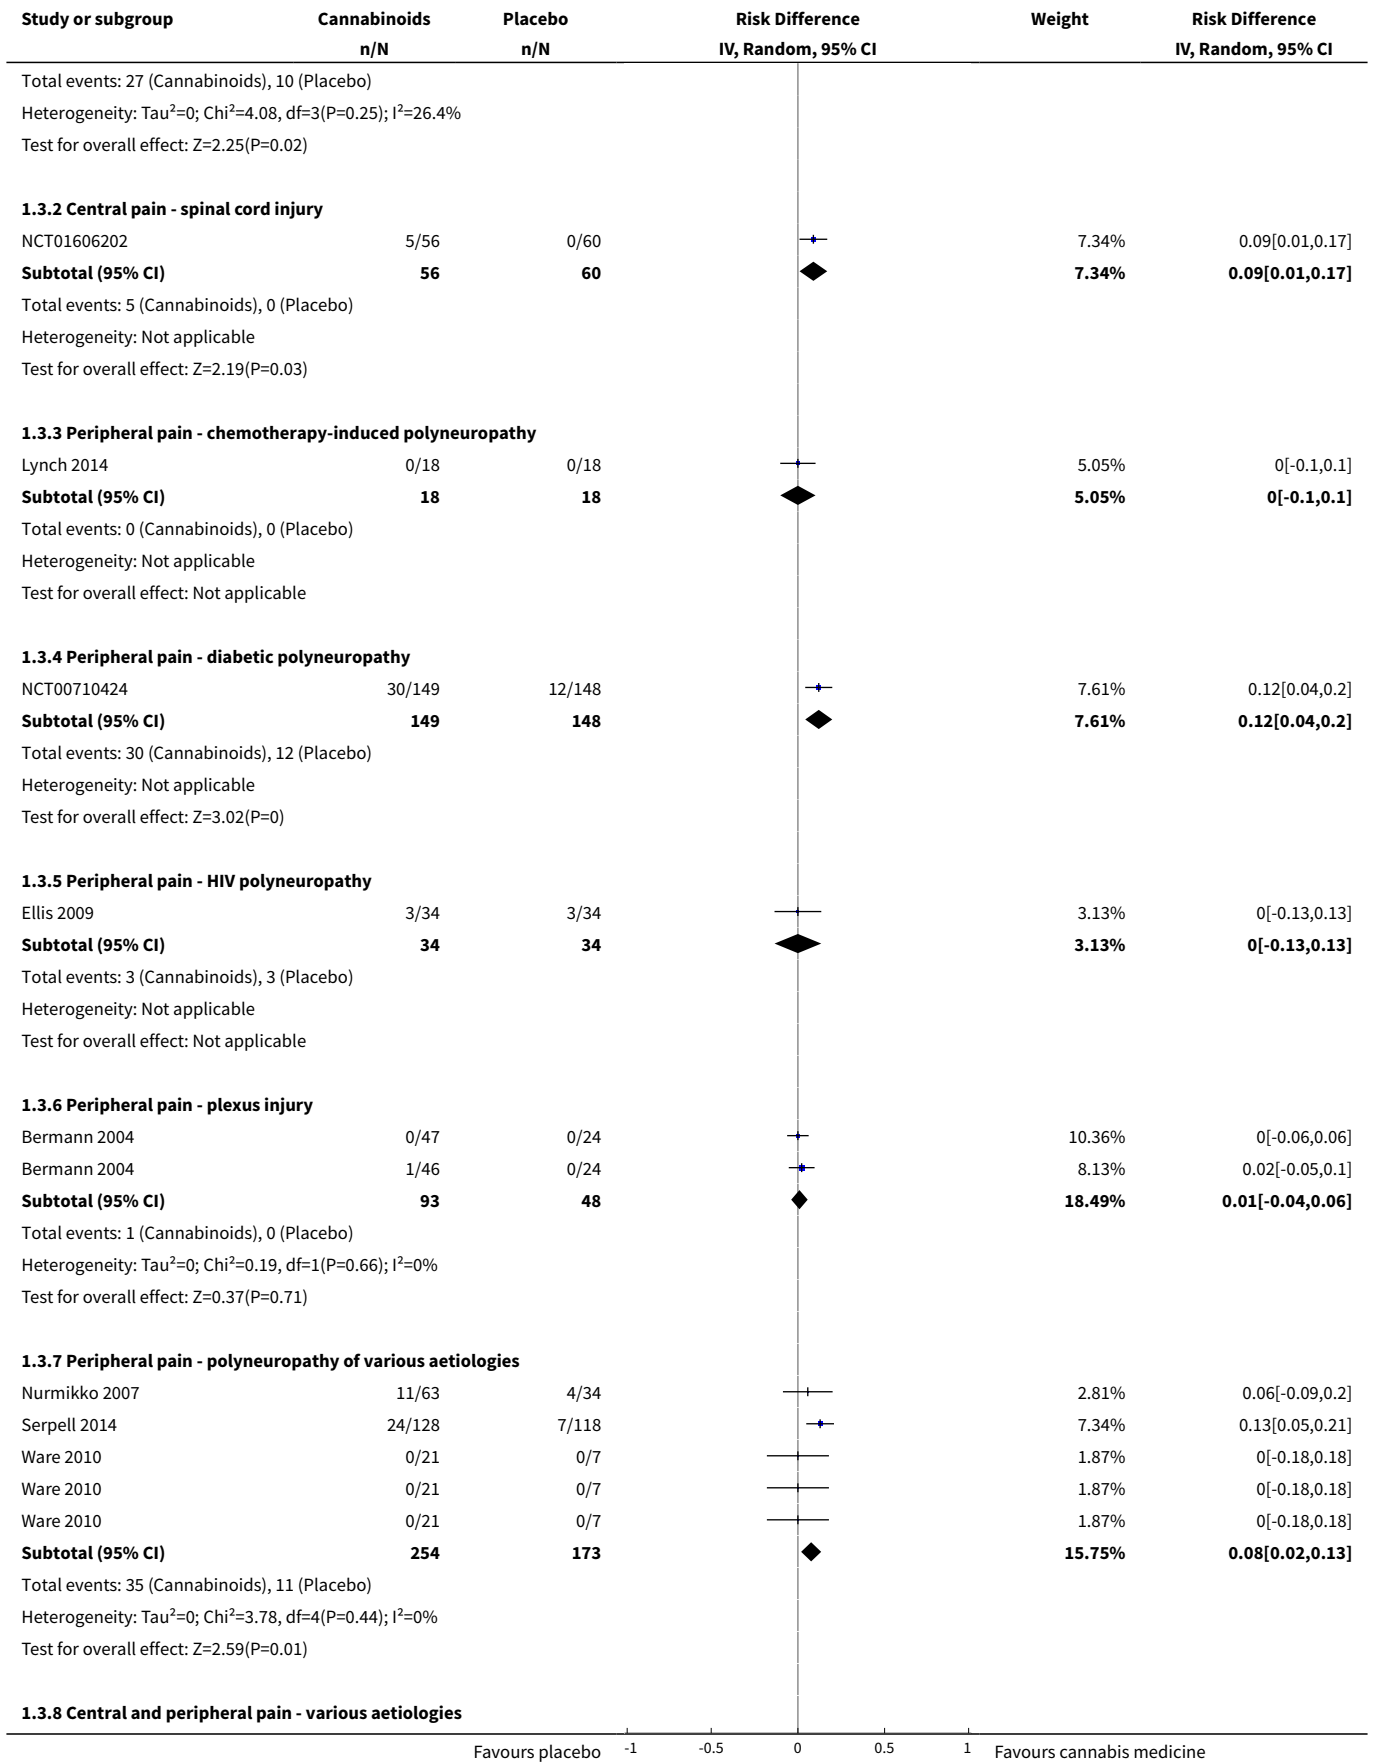 Study or subgroup Cannabinoids Placebo Risk Difference Weight Risk Difference
n/N n/N IV, Random, 95% CI IV, Random, 95% CI
Total events: 27 (Cannabinoids), 10 (Placebo)
Heterogeneity: Tau²=0; Chi²=4.08, df=3(P=0.25); I²=26.4%
Test for overall effect: Z=2.25(P=0.02)
1.3.2 Central pain - spinal cord injury
NCT01606202 5/56 0/60 7.34% 0.09[0.01,0.17]
Subtotal (95% CI) 56 60 7.34% 0.09[0.01,0.17]
Total events: 5 (Cannabinoids), 0 (Placebo)
Heterogeneity: Not applicable
Test for overall effect: Z=2.19(P=0.03)
1.3.3 Peripheral pain - chemotherapy-induced polyneuropathy
Lynch 2014 0/18 0/18 5.05% 0[-0.1,0.1]
Subtotal (95% CI) 18 18 5.05% 0[-0.1,0.1]
Total events: 0 (Cannabinoids), 0 (Placebo)
Heterogeneity: Not applicable
Test for overall effect: Not applicable
1.3.4 Peripheral pain - diabetic polyneuropathy
NCT00710424 30/149 12/148 7.61% 0.12[0.04,0.2]
Subtotal (95% CI) 149 148 7.61% 0.12[0.04,0.2]
Total events: 30 (Cannabinoids), 12 (Placebo)
Heterogeneity: Not applicable
Test for overall effect: Z=3.02(P=0)
1.3.5 Peripheral pain - HIV polyneuropathy
Ellis 2009 3/34 3/34 3.13% 0[-0.13,0.13]
Subtotal (95% CI) 34 34 3.13% 0[-0.13,0.13]
Total events: 3 (Cannabinoids), 3 (Placebo)
Heterogeneity: Not applicable
Test for overall effect: Not applicable
1.3.6 Peripheral pain - plexus injury
Bermann 2004 0/47 0/24 10.36% 0[-0.06,0.06]
Bermann 2004 1/46 0/24 8.13% 0.02[-0.05,0.1]
Subtotal (95% CI) 93 48 18.49% 0.01[-0.04,0.06]
Total events: 1 (Cannabinoids), 0 (Placebo)
Heterogeneity: Tau²=0; Chi²=0.19, df=1(P=0.66); I²=0%
Test for overall effect: Z=0.37(P=0.71)
1.3.7 Peripheral pain - polyneuropathy of various aetiologies
Nurmikko 2007 11/63 4/34 2.81% 0.06[-0.09,0.2]
Serpell 2014 24/128 7/118 7.34% 0.13[0.05,0.21]
Ware 2010 0/21 0/7 1.87% 0[-0.18,0.18]
Ware 2010 0/21 0/7 1.87% 0[-0.18,0.18]
Ware 2010 0/21 0/7 1.87% 0[-0.18,0.18]
Subtotal (95% CI) 254 173 15.75% 0.08[0.02,0.13]
Total events: 35 (Cannabinoids), 11 (Placebo)
Heterogeneity: Tau²=0; Chi²=3.78, df=4(P=0.44); I²=0%
Test for overall effect: Z=2.59(P=0.01)
1.3.8 Central and peripheral pain - various aetiologies
Favours placebo -1 -0.5 0 0.5 1 Favours cannabis medicine